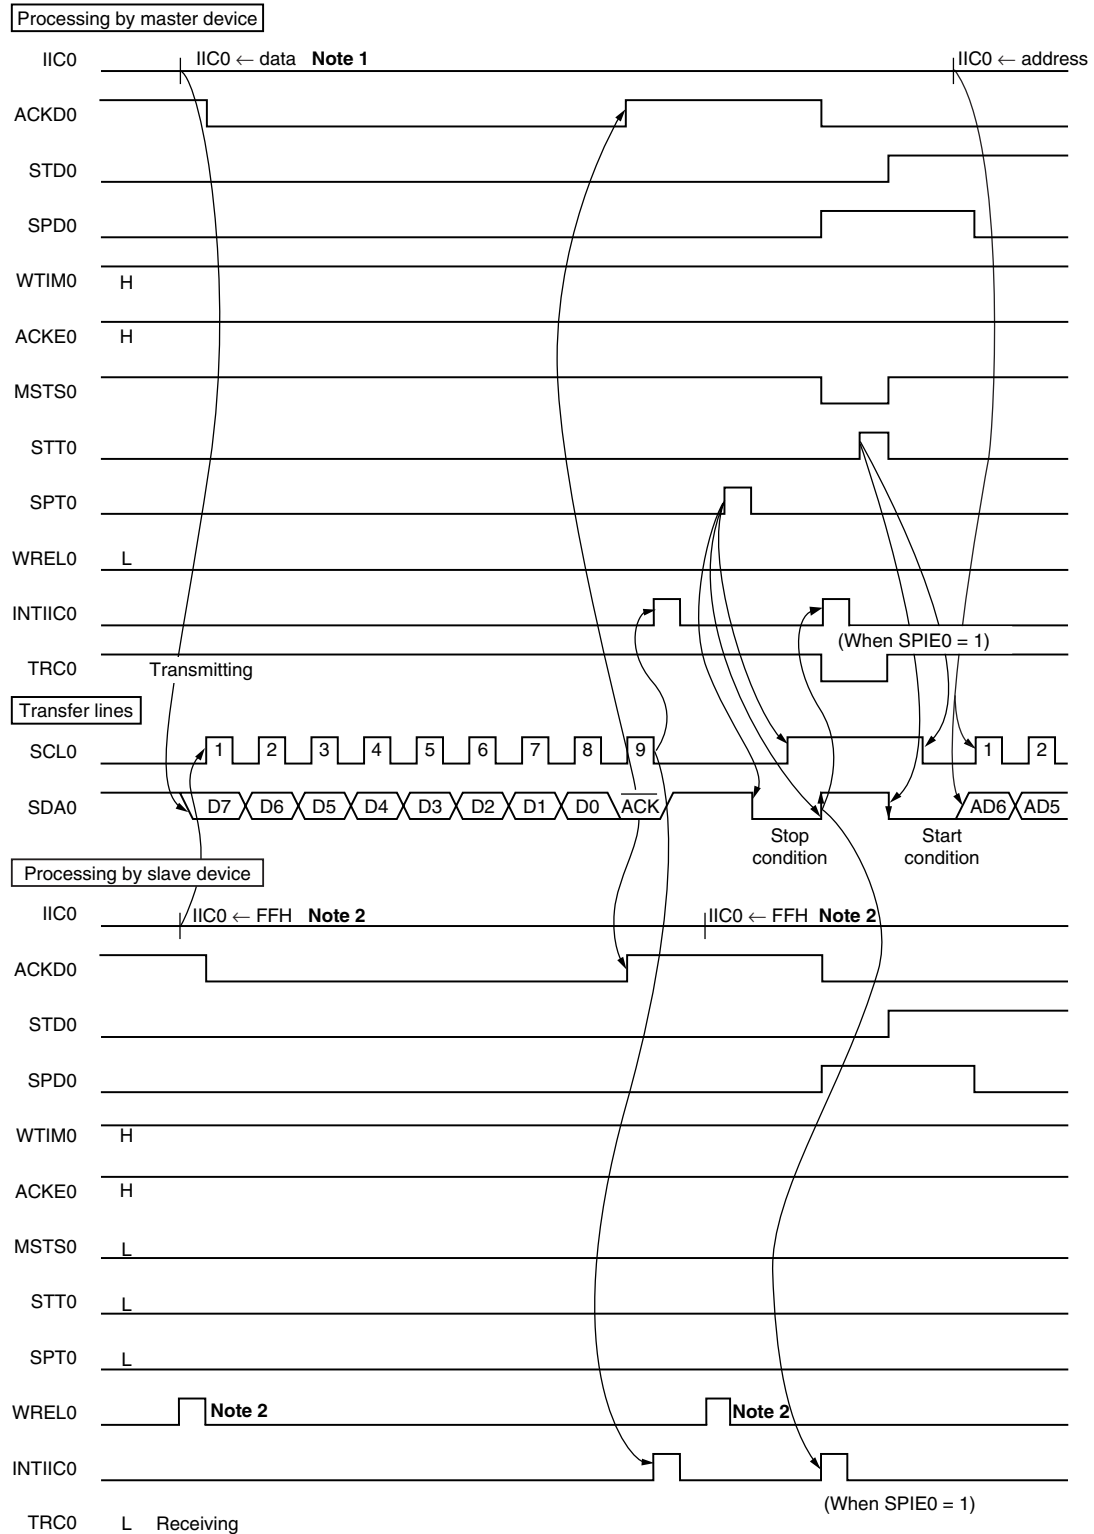 Processing by master device
IIC0 IIC0 ← data Note 1 IIC0 ← address
ACKD0
STD0
SPD0
WTIM0 H
ACKE0 H
MSTS0
STT0
SPT0
WREL0 L
INTIIC0
(When SPIE0 = 1)
TRC0 Transmitting
Transfer lines
SCL0 1 2 3 4 5 6 7 8 9 1 2
SDA0 D7 D6 D5 D4 D3 D2 D1 D0 ACK AD6 AD5
Stop condition
Start condition
Processing by slave device
IIC0 IIC0 ← FFH Note 2 IIC0 ← FFH Note 2
ACKD0
STD0
SPD0
WTIM0 H
ACKE0 H
MSTS0 L
STT0 L
SPT0 L
WREL0 Note 2 Note 2
INTIIC0
(When SPIE0 = 1)
TRC0 L Receiving